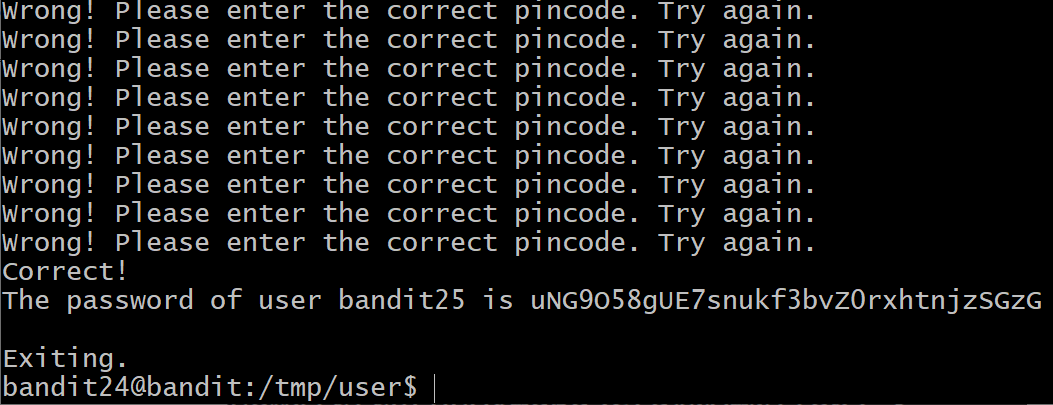 Wrong! Please enter the correct pincode. Try again.
Wrong! Please enter the correct pincode. Try again.
Wrong! Please enter the correct pincode. Try again.
Wrong! Please enter the correct pincode. Try again.
Wrong! Please enter the correct pincode. Try again.
Wrong! Please enter the correct pincode. Try again.
Wrong! Please enter the correct pincode. Try again.
Wrong! Please enter the correct pincode. Try again.
Wrong! Please enter the correct pincode. Try again.
Correct!
The password of user bandit25 is uNG9O58gUE7snukf3bvZ0rxhtnjzSGzG
Exiting.
bandit24@bandit:/tmp/user$